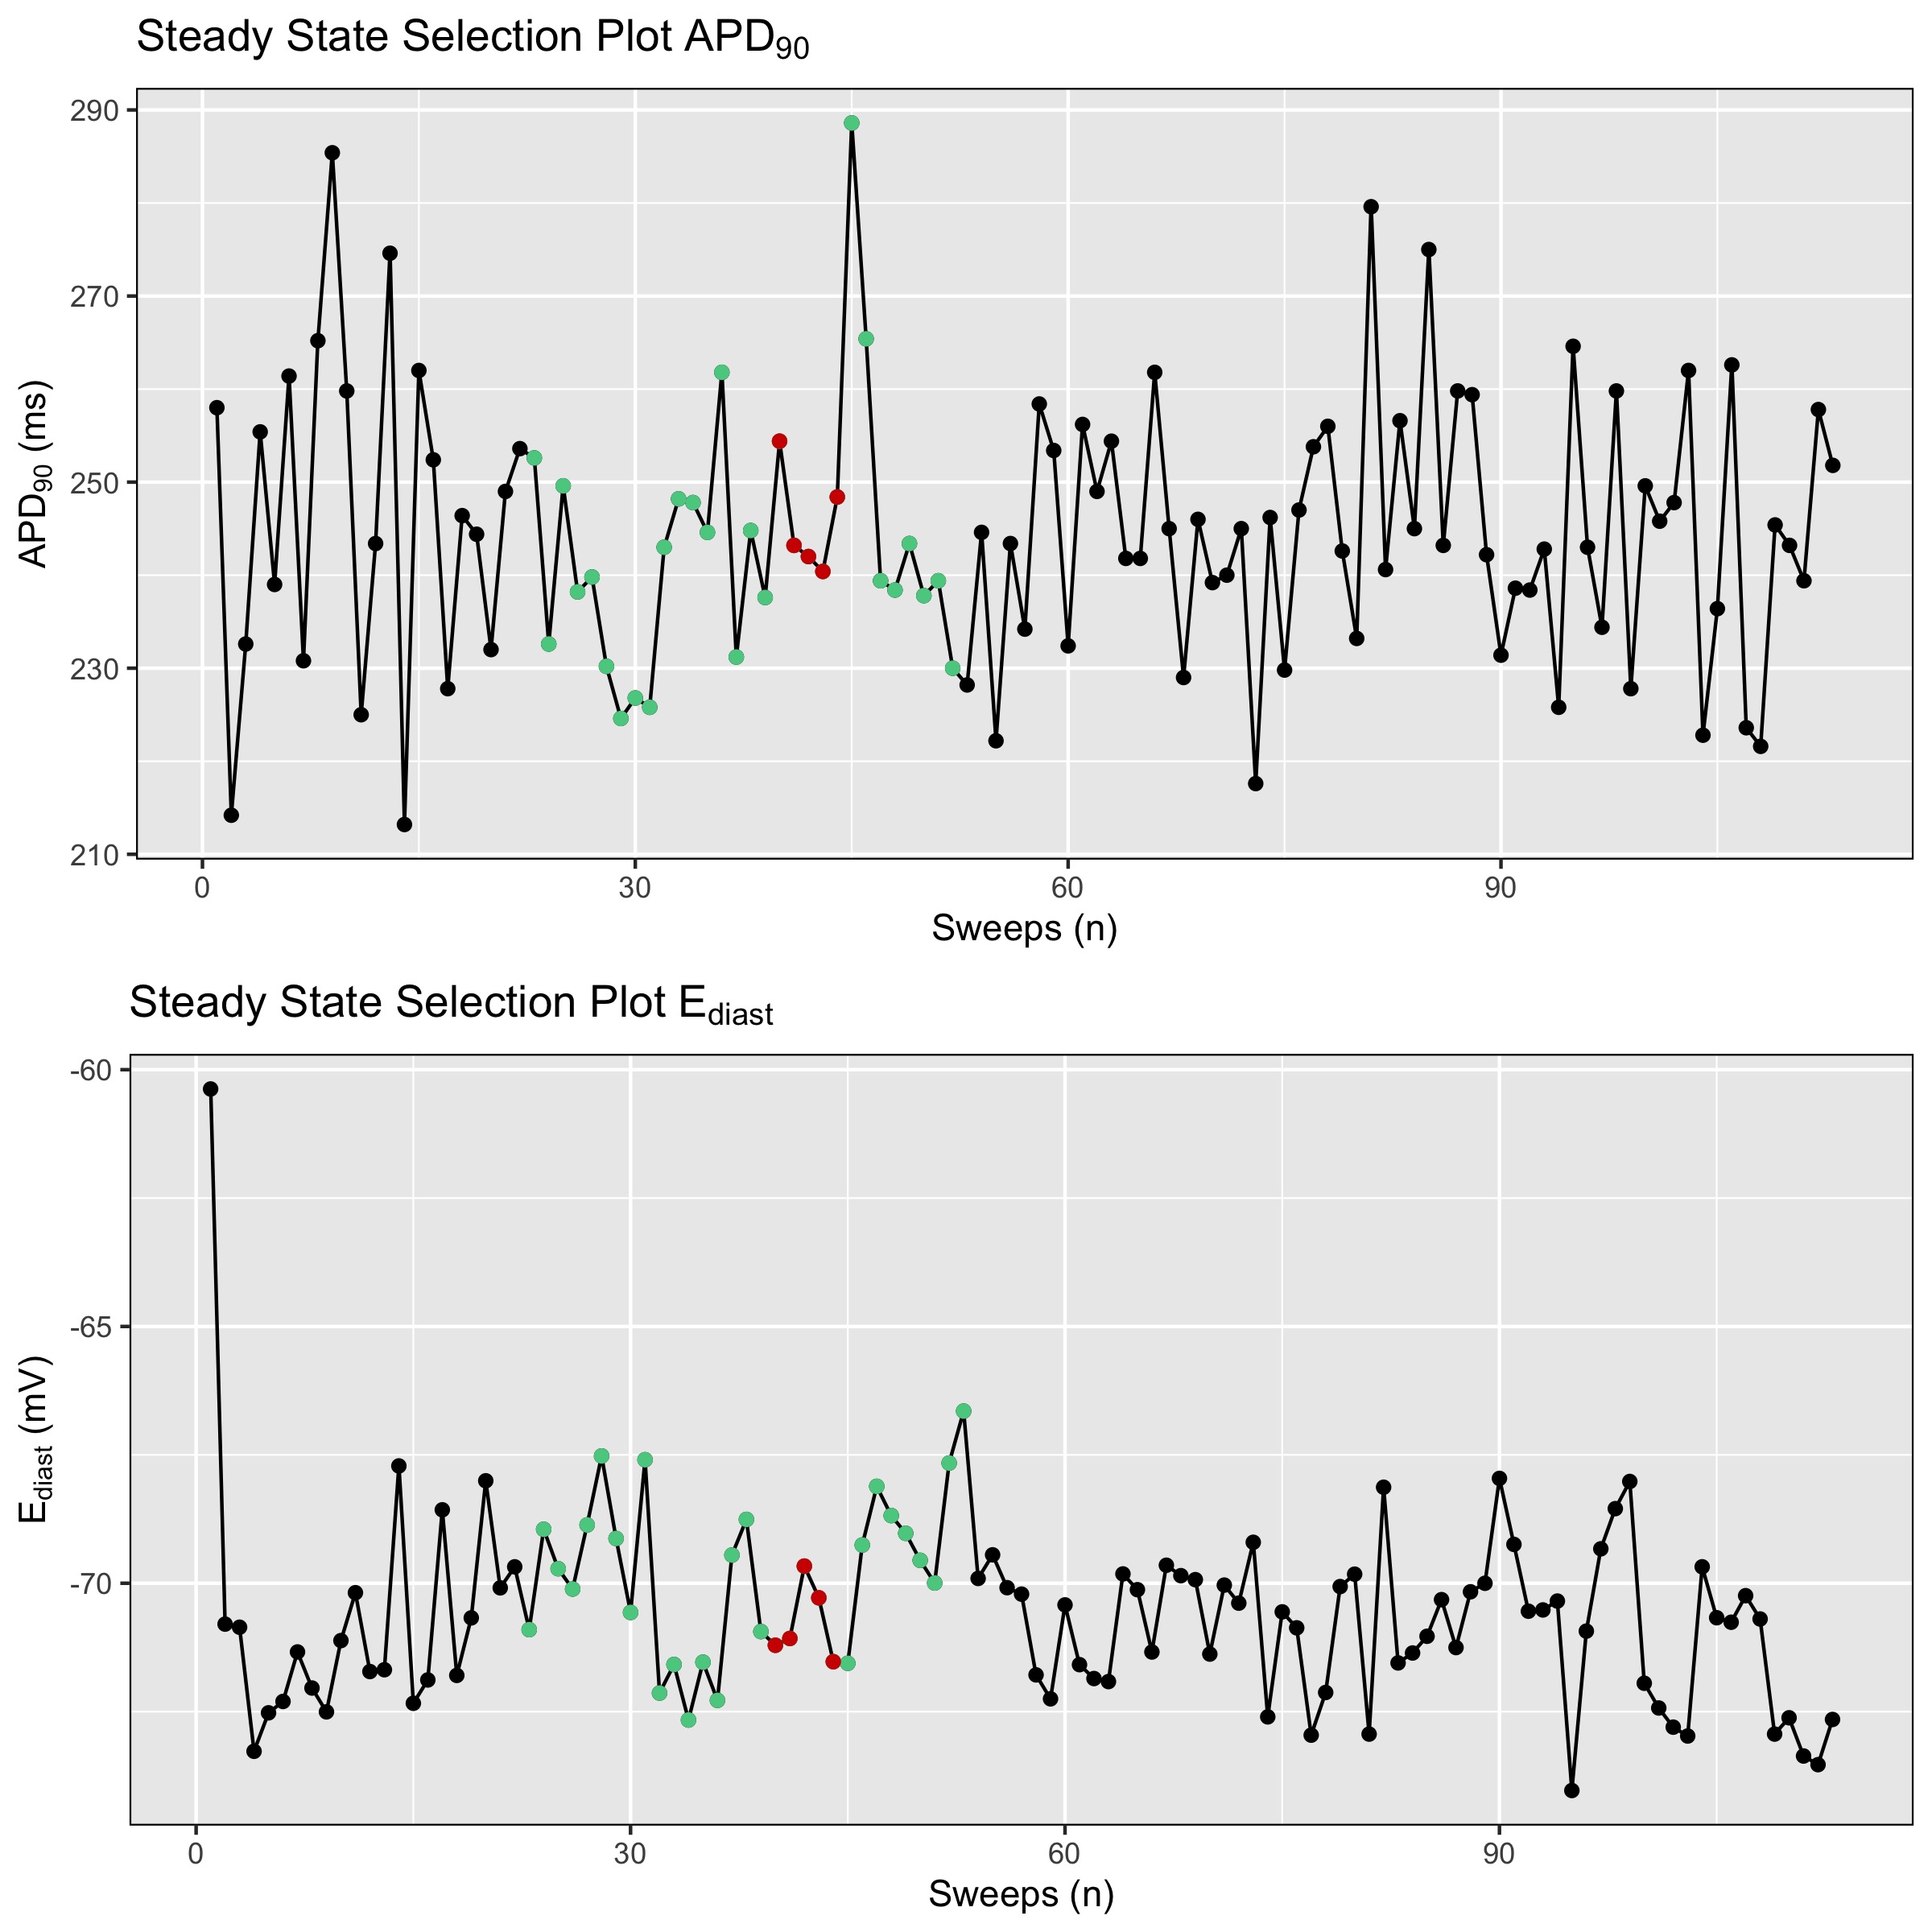 Steady State Selection Plot APD90
290
270
250
230
210
APD90 (ms)
0 30 60 90
Sweeps (n)
Steady State Selection Plot Ediast
-60
-65
-70
Ediast (mV)
0 30 60 90
Sweeps (n)